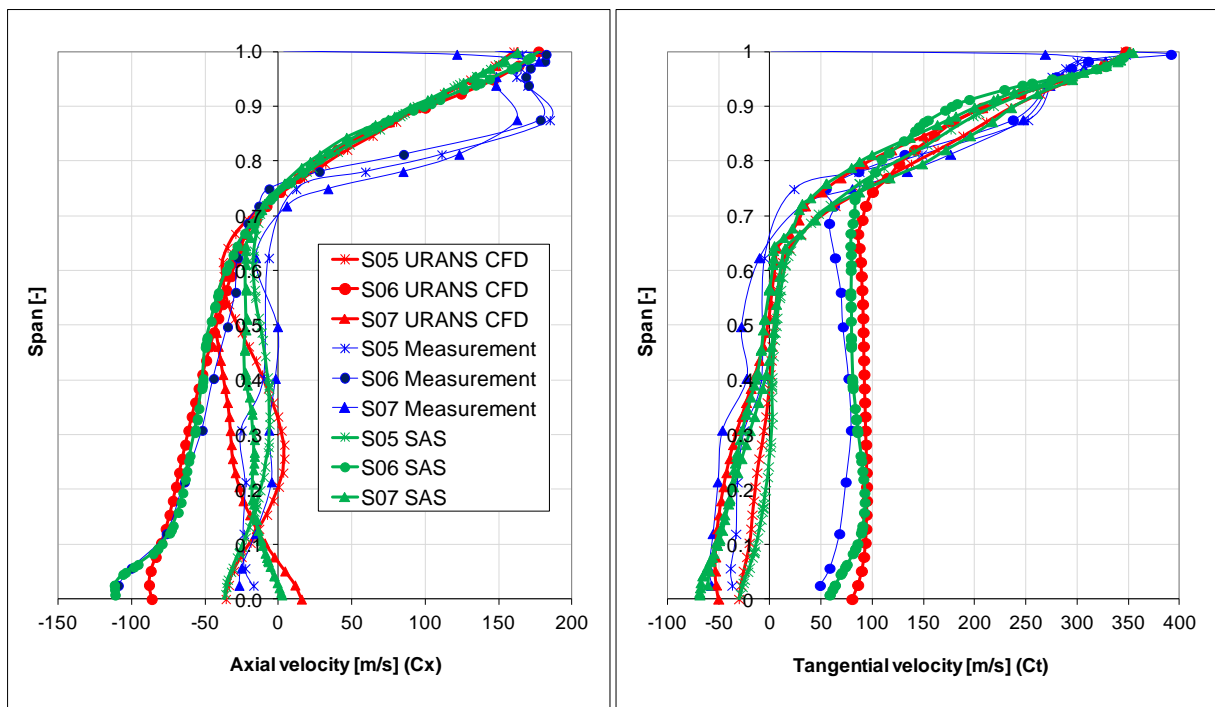 1.0
0.9
0.8
0.7
0.6
0.5
0.4
0.3
0.2
0.1
0
-150 -100 -50 0 50 100 150 200
Span [-]
Axial velocity [m/s] (Cx)
S05 URANS CFD
S06 URANS CFD
S07 URANS CFD
S05 Measurement
S06 Measurement
S07 Measurement
S05 SAS
S06 SAS
S07 SAS
1.0
0.9
0.8
0.7
0.6
0.5
0.4
0.3
0.2
0.1
0
-100 -50 0 50 100 150 200 250 300 350 400
Span [-]
Tangential velocity [m/s] (Ct)